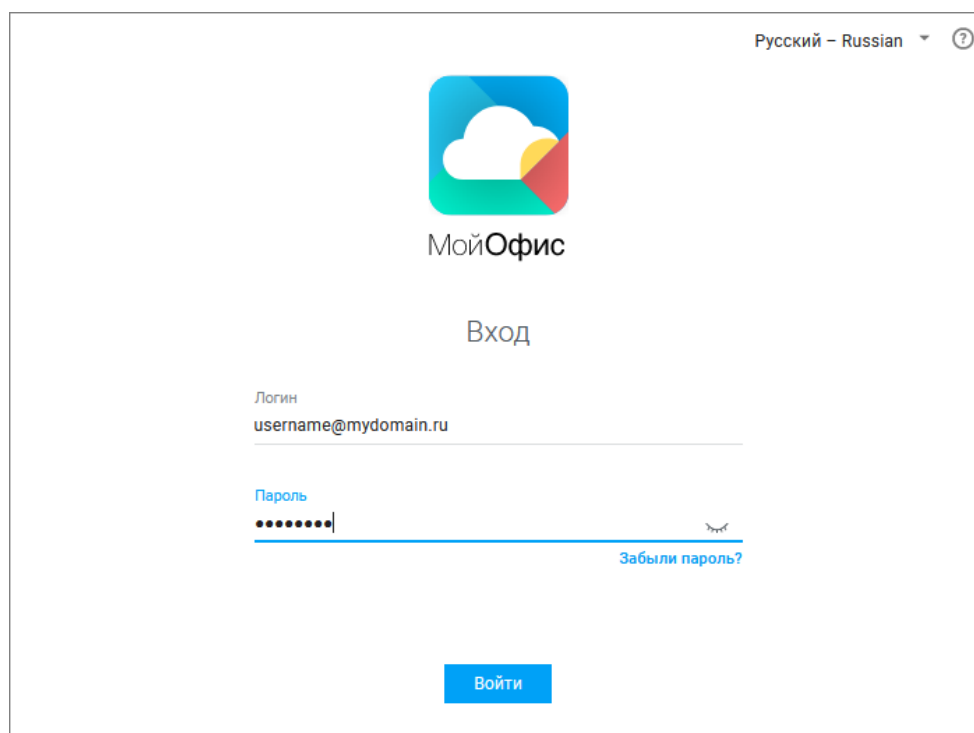 Русский – Russian
?
МойОфис
Вход
Логин
username@mydomain.ru
Пароль
••••••••
Забыли пароль?
Войти